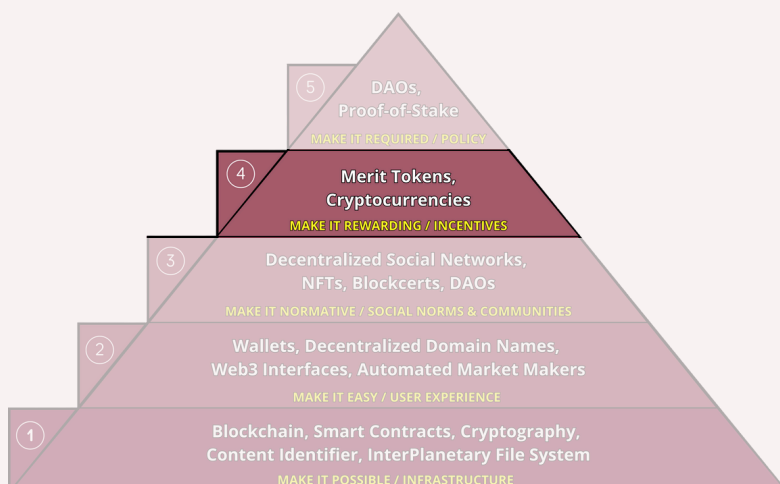 5
DAOs,
Proof-of-Stake
MAKE IT REQUIRED / POLICY
4
Merit Tokens,
Cryptocurrencies
MAKE IT REWARDING / INCENTIVES
3
Decentralized Social Networks,
NFTs, Blockcerts, DAOs
MAKE IT NORMATIVE / SOCIAL NORMS & COMMUNITIES
2
Wallets, Decentralized Domain Names,
Web3 Interfaces, Automated Market Makers
MAKE IT EASY / USER EXPERIENCE
1
Blockchain, Smart Contracts, Cryptography,
Content Identifier, InterPlanetary File System
MAKE IT POSSIBLE / INFRASTRUCTURE